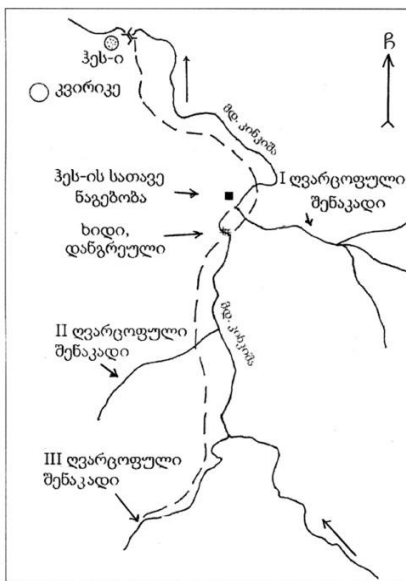 ჩ
ჰეს-ი
კვირიკე
მდ. კინკიშა
ჰეს-ის სათავე
ნაგებობა
I ღვარცოფული
შენაკადი
ხიდი,
დანგრეული
მდ. კინკიშა
II ღვარცოფული
შენაკადი
III ღვარცოფული
შენაკადი